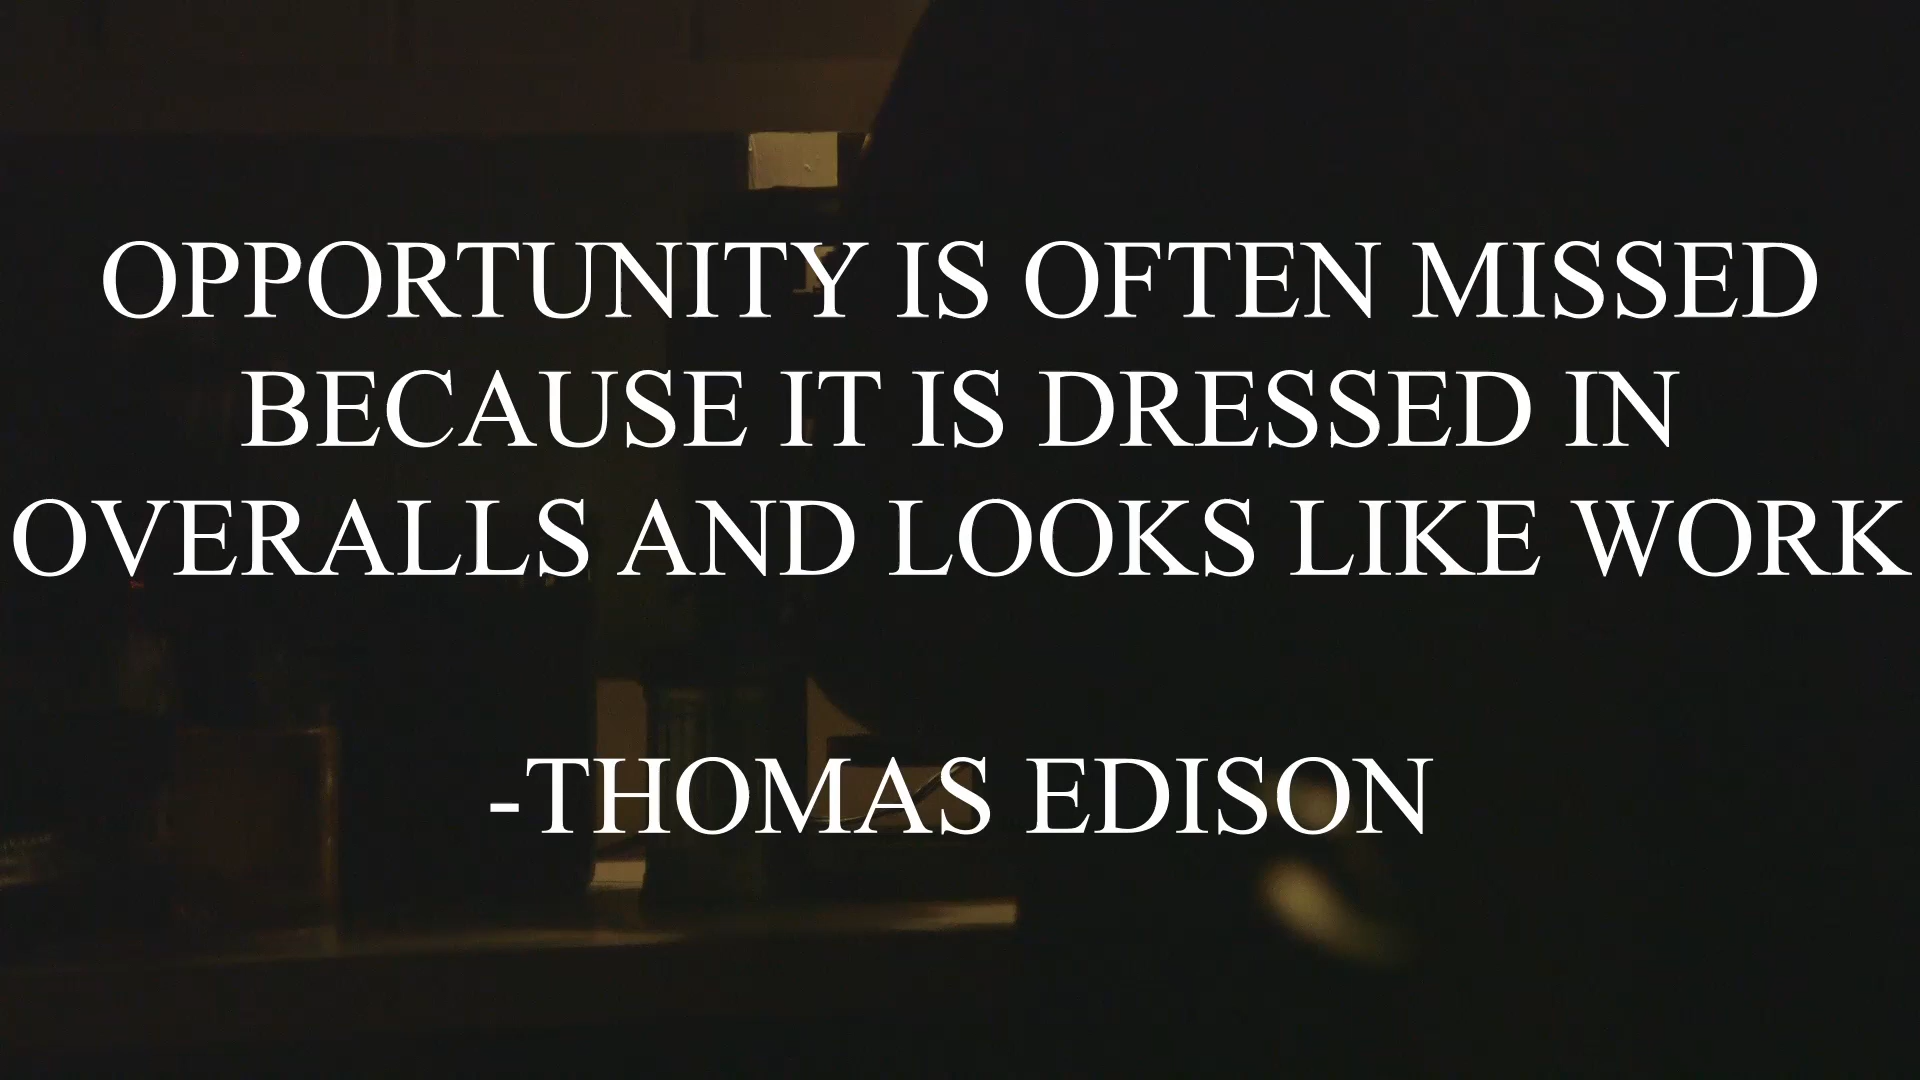 OPPORTUNITY IS OFTEN MISSED
BECAUSE IT IS DRESSED IN
OVERALLS AND LOOKS LIKE WORK
-THOMAS EDISON